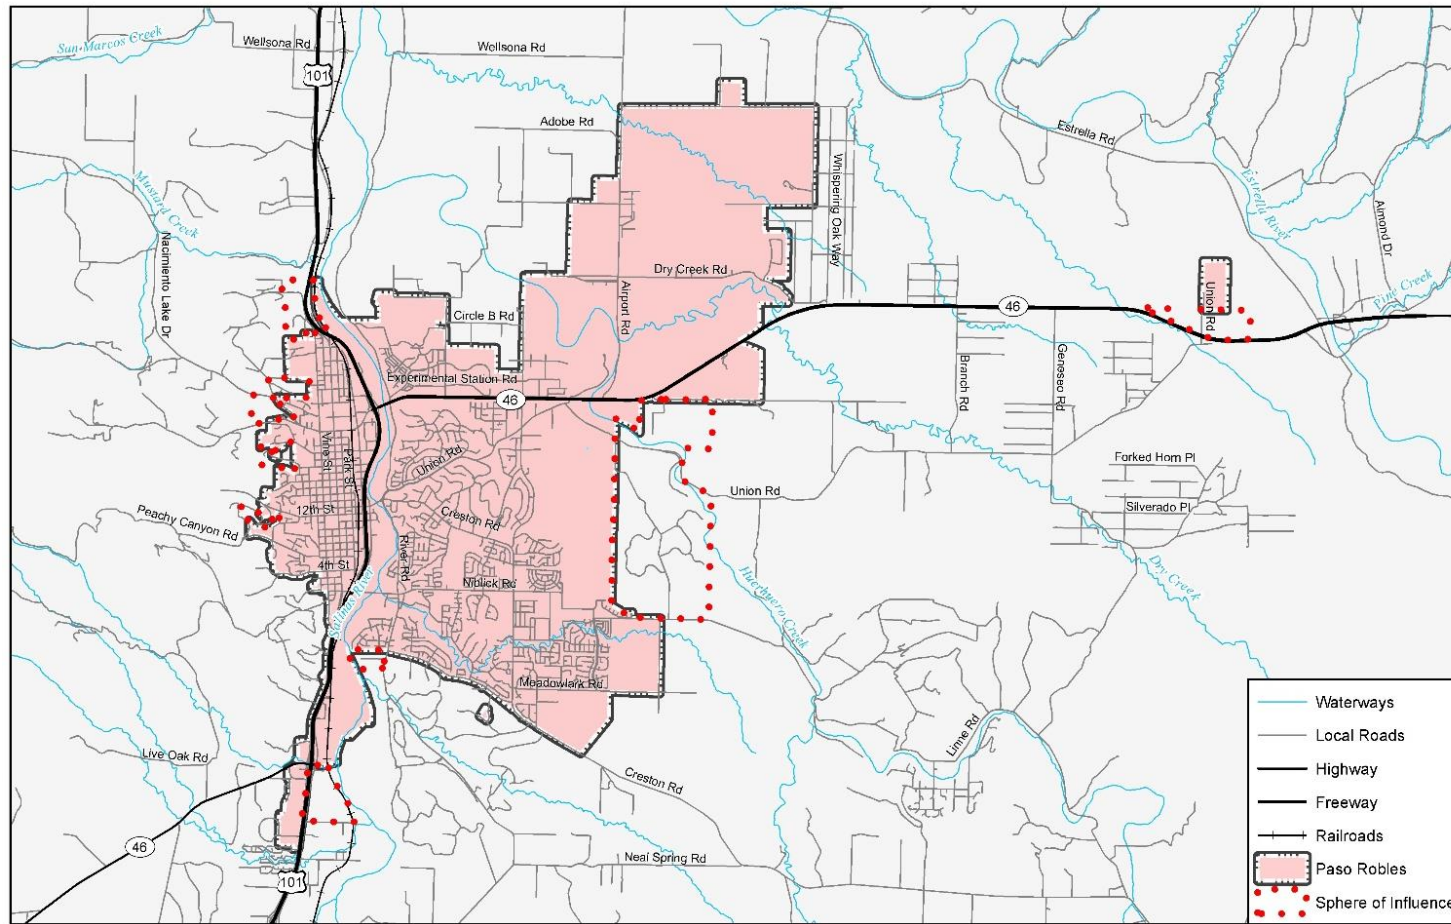 San Marcos Creek
Wellsona Rd
Wellsona Rd
101
Adobe Rd
Estrella Rd
Whispering Oak Way
Mustard Creek
Nacimiento Lake Dr
Estrella River
Almond Dr
Dry Creek Rd
Airport Rd
Union Rd
Pine Creek
Circle B Rd
46
Experimental Station Rd
46
Branch Rd
Geneseo Rd
Vine St
Park St
Union Rd
Forked Horn Pl
Union Rd
Silverado Pl
12th St
Creston Rd
Peachy Canyon Rd
4th St
River Rd
Niblick Rd
Salinas River
Huerhuero Creek
Dry Creek
Meadowlark Rd
Linne Rd
Live Oak Rd
Creston Rd
46
Neal Spring Rd
101
Waterways
Local Roads
Highway
Freeway
Railroads
Paso Robles
Sphere of Influence